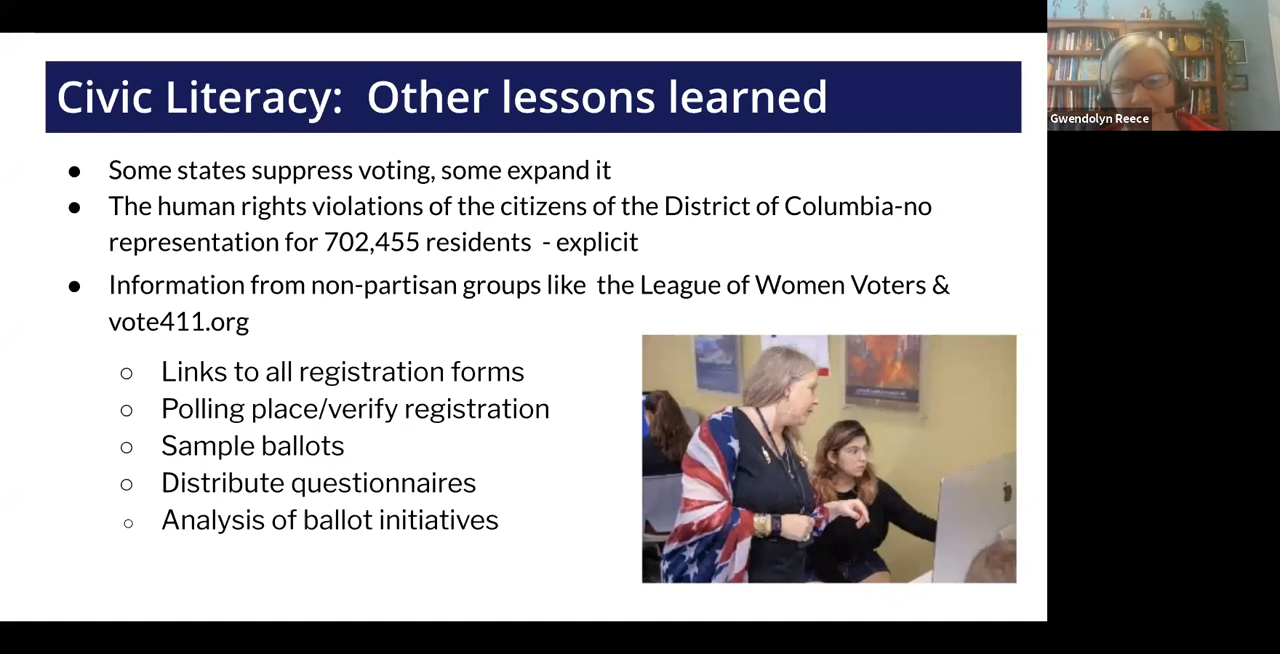 Civic Literacy:  Other lessons learned
● Some states suppress voting, some expand it
● The human rights violations of the citizens of the District of Columbia-no
representation for 702,455 residents  - explicit
● Information from non-partisan groups like  the League of Women Voters &
vote411.org
○ Links to all registration forms
○ Polling place/verify registration
○ Sample ballots
○ Distribute questionnaires
○ Analysis of ballot initiatives
Gwendolyn Reece